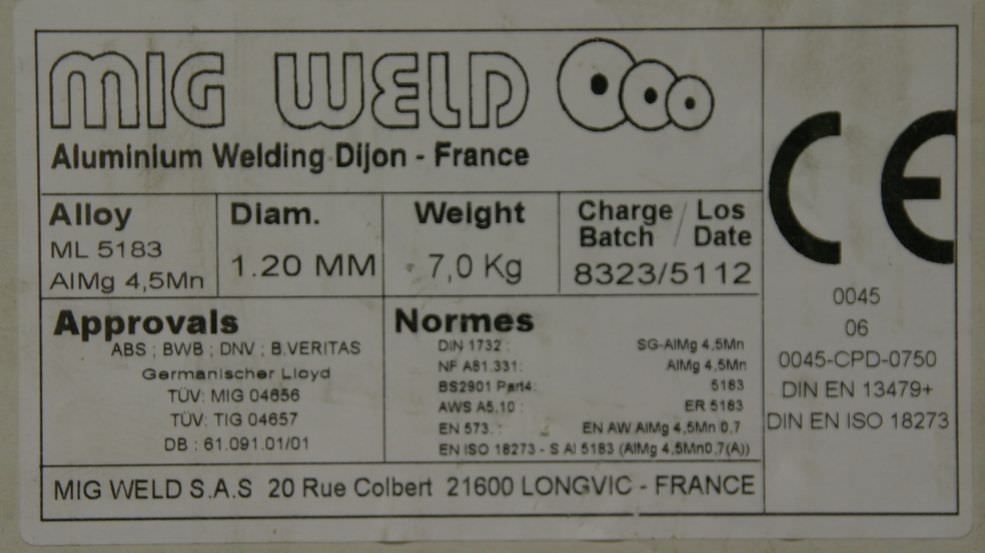 MIG WELD
Aluminium Welding Dijon - France
Alloy
ML 5183
AlMg 4,5Mn
Diam.
1.20 MM
Weight
7,0 Kg
Charge / Los
Batch / Date
8323/5112
Approvals
ABS ; BWB ; DNV ; B.VERITAS
Germanischer Lloyd
TÜV: MIG 04656
TÜV: TIG 04657
DB : 61.091.01/01
Normes
DIN 1732 : SG-AlMg 4,5Mn
NF A81.331: AlMg 4,5Mn
BS2901 Part4: 5183
AWS A5.10 : ER 5183
EN 573. : EN AW AlMg 4,5Mn 0,7
EN ISO 18273 - S Al 5183 (AlMg 4,5Mn0,7(A))
MIG WELD S.A.S 20 Rue Colbert 21600 LONGVIC - FRANCE
CE
0045
06
0045-CPD-0750
DIN EN 13479+
DIN EN ISO 18273